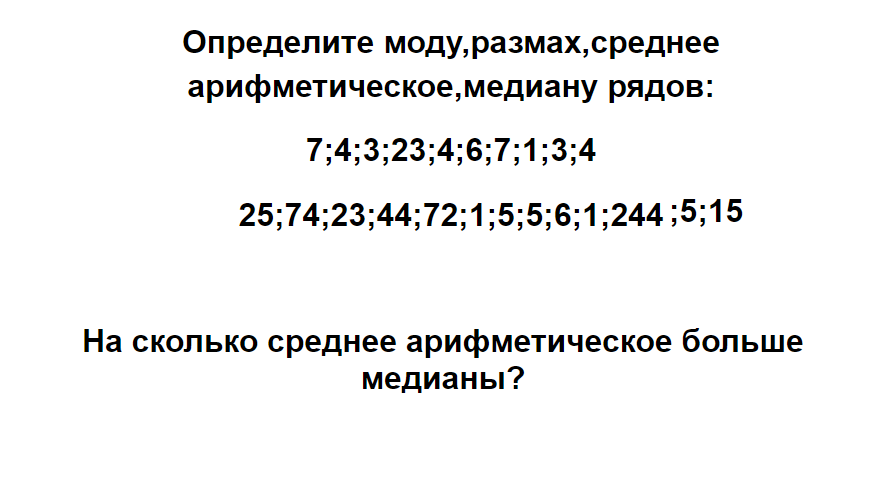 Определите моду,размах,среднее
арифметическое,медиану рядов:
7;4;3;23;4;6;7;1;3;4
25;74;23;44;72;1;5;5;6;1;244 ;5;15
На сколько среднее арифметическое больше
медианы?